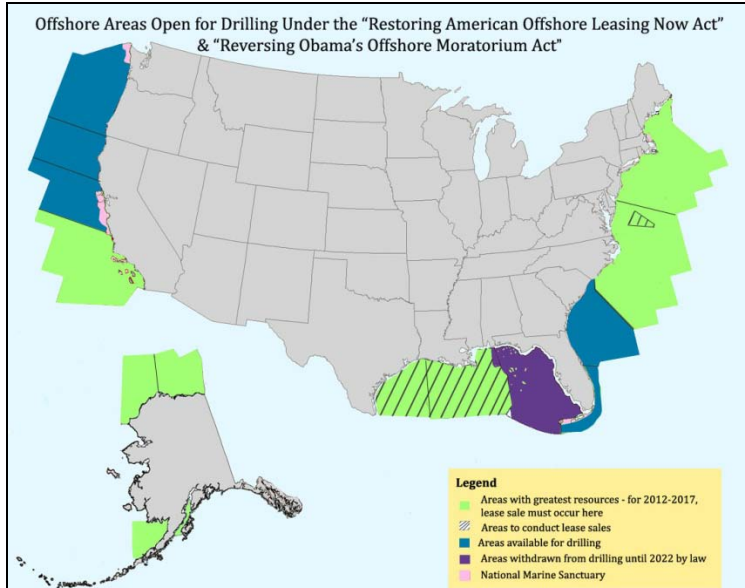 Offshore Areas Open for Drilling Under the “Restoring American Offshore Leasing Now Act”
& “Reversing Obama’s Offshore Moratorium Act”
Legend
Areas with greatest resources - for 2012-2017,
lease sale must occur here
Areas to conduct lease sales
Areas available for drilling
Areas withdrawn from drilling until 2022 by law
National Marine Sanctuary